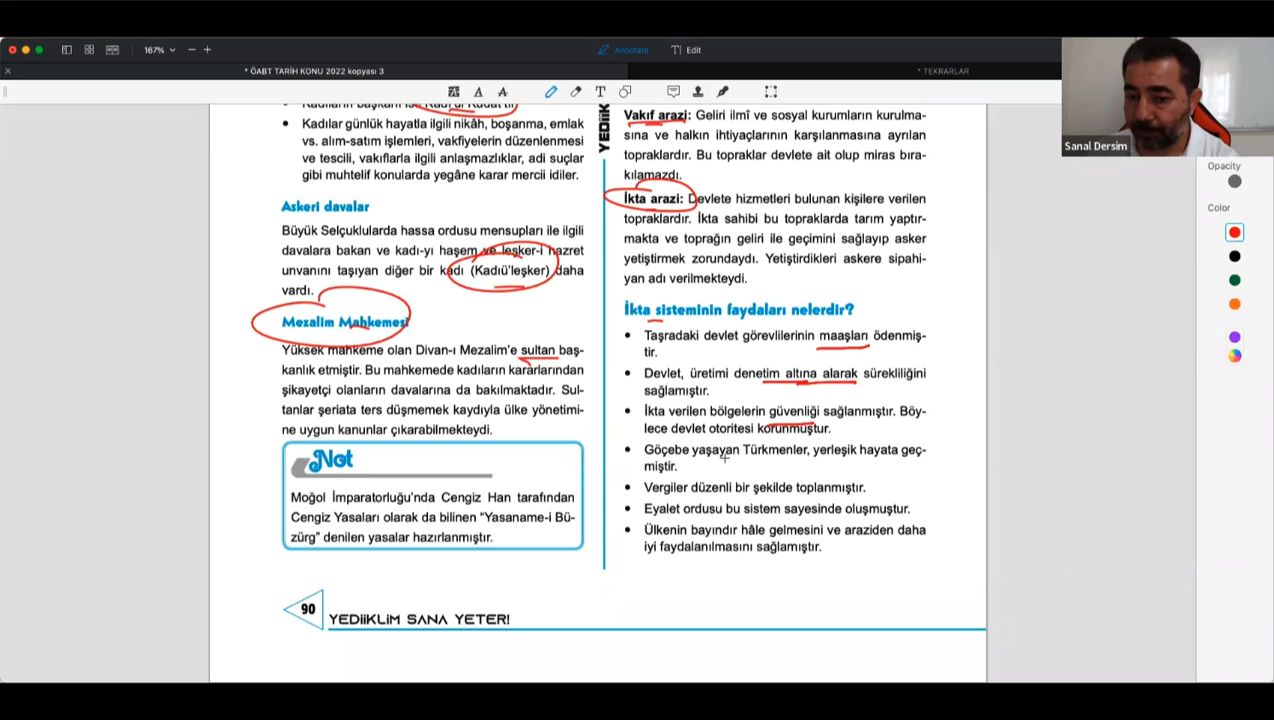 167%
Annotate
Edit
* ÖABT TARİH KONU 2022 kopyası 3
* TEKRARLAR
Sanal Dersim
Opacity
Color
• Kadıların başkanı ise Kadı'ul Kudat'tır
• Kadılar günlük hayatla ilgili nikâh, boşanma, emlak
vs. alım-satım işlemleri, vakfiyelerin düzenlenmesi
ve tescili, vakıflarla ilgili anlaşmazlıklar, adi suçlar
gibi muhtelif konularda yegâne karar mercii idiler.
Askeri davalar
Büyük Selçuklularda hassa ordusu mensupları ile ilgili
davalara bakan ve kadı-yı haşem ve leşker-i hazret
unvanını taşıyan diğer bir kadı (Kadıü'leşker) daha
vardı.
Mezalim Mahkemesi
Yüksek mahkeme olan Divan-ı Mezalim'e sultan baş-
kanlık etmiştir. Bu mahkemede kadıların kararlarından
şikayetçi olanların davalarına da bakılmaktadır. Sul-
tanlar şeriata ters düşmemek kaydıyla ülke yönetimi-
ne uygun kanunlar çıkarabilmekteydi.
Not
Moğol İmparatorluğu'nda Cengiz Han tarafından
Cengiz Yasaları olarak da bilinen "Yasaname-i Bü-
zürg" denilen yasalar hazırlanmıştır.
90
YEDiiKLiM SANA YETER!
YEDİİK
Vakıf arazi: Geliri ilmî ve sosyal kurumların kurulma-
sına ve halkın ihtiyaçlarının karşılanmasına ayrılan
topraklardır. Bu topraklar devlete ait olup miras bıra-
kılamazdı.
İkta arazi: Devlete hizmetleri bulunan kişilere verilen
topraklardır. İkta sahibi bu topraklarda tarım yaptır-
makta ve toprağın geliri ile geçimini sağlayıp asker
yetiştirmek zorundaydı. Yetiştirdikleri askere sipahi-
yan adı verilmekteydi.
İkta sisteminin faydaları nelerdir?
• Taşradaki devlet görevlilerinin maaşları ödenmiş-
tir.
• Devlet, üretimi denetim altına alarak sürekliliğini
sağlamıştır.
• İkta verilen bölgelerin güvenliği sağlanmıştır. Böy-
lece devlet otoritesi korunmuştur.
• Göçebe yaşayan Türkmenler, yerleşik hayata geç-
miştir.
• Vergiler düzenli bir şekilde toplanmıştır.
• Eyalet ordusu bu sistem sayesinde oluşmuştur.
• Ülkenin bayındır hâle gelmesini ve araziden daha
iyi faydalanılmasını sağlamıştır.